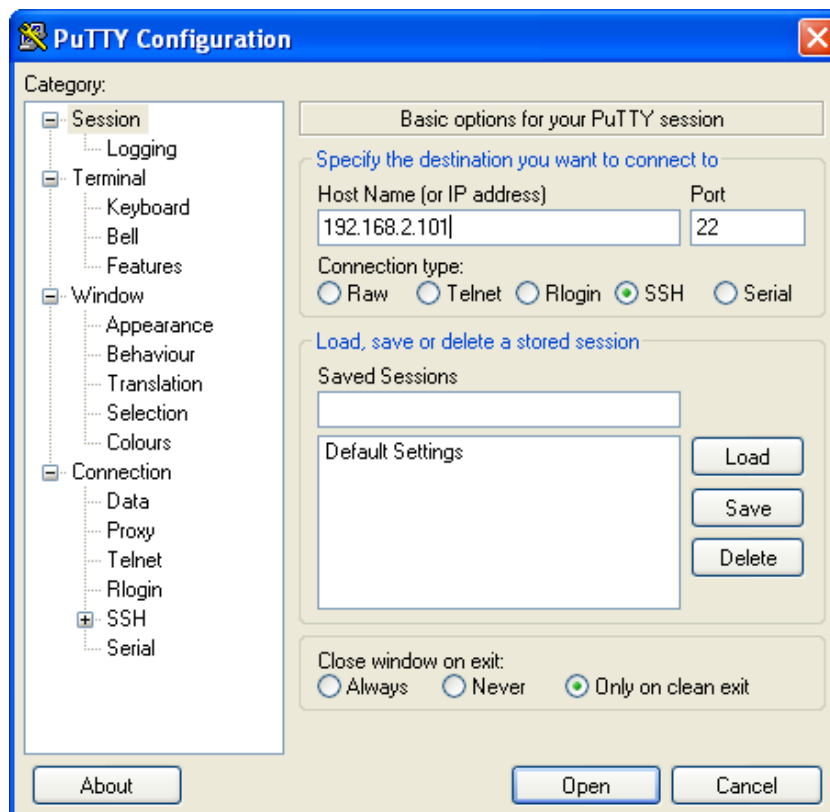 PuTTY Configuration
Category:
Session
Logging
Terminal
Keyboard
Bell
Features
Window
Appearance
Behaviour
Translation
Selection
Colours
Connection
Data
Proxy
Telnet
Rlogin
SSH
Serial
Basic options for your PuTTY session
Specify the destination you want to connect to
Host Name (or IP address) Port
192.168.2.101 22
Connection type:
Raw Telnet Rlogin SSH Serial
Load, save or delete a stored session
Saved Sessions
Default Settings
Load
Save
Delete
Close window on exit:
Always Never Only on clean exit
About Open Cancel